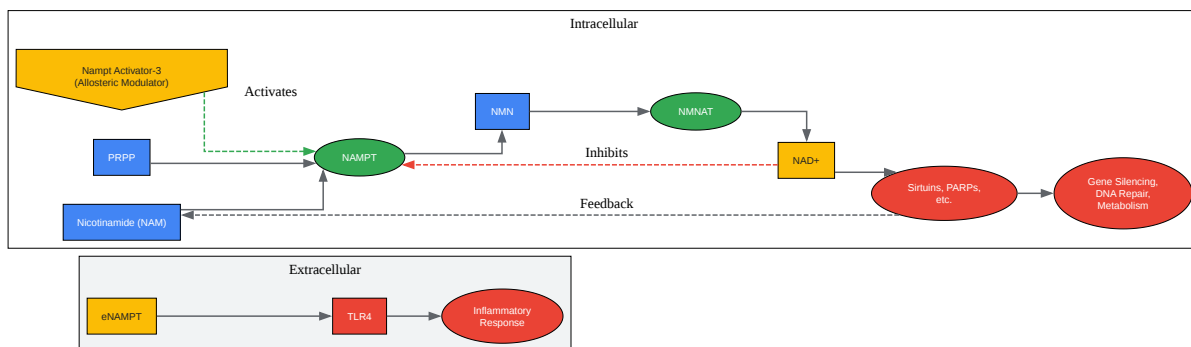 Intracellular
Nampt Activator-3
(Allosteric Modulator)
Activates
PRPP
Nicotinamide (NAM)
NAMPT
NMN
NMNAT
Inhibits
NAD+
Feedback
Sirtuins, PARPs,
etc.
Gene Silencing,
DNA Repair,
Metabolism
Extracellular
eNAMPT
TLR4
Inflammatory
Response